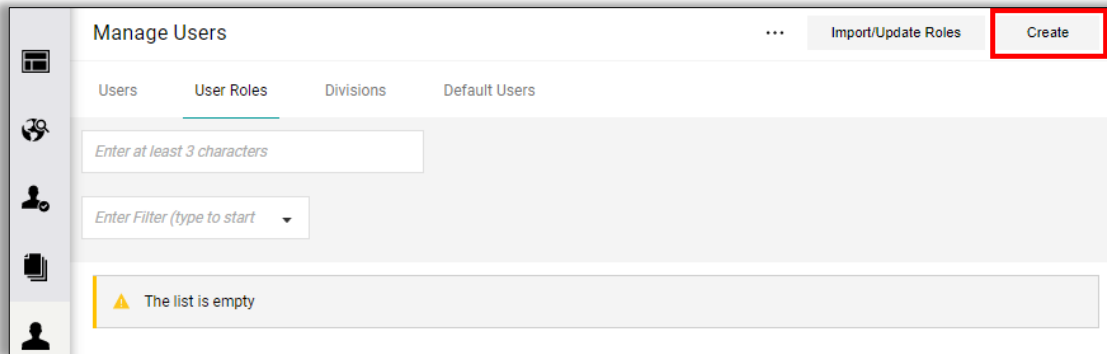 Manage Users
... Import/Update Roles Create
Users User Roles Divisions Default Users
Enter at least 3 characters
Enter Filter (type to start
The list is empty